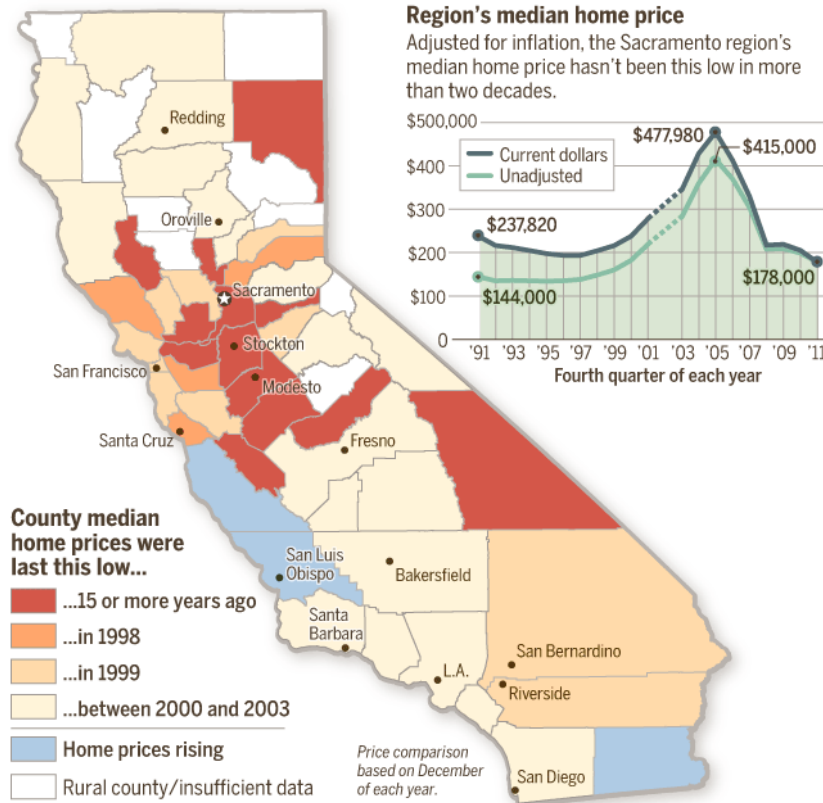 Region's median home price
Adjusted for inflation, the Sacramento region's
median home price hasn't been this low in more
than two decades.
$500,000
$400
$300
$200
$100
0
Current dollars
Unadjusted
$477,980
$415,000
$237,820
$144,000
$178,000
'91
'93
'95
'97
'99
'01
'03
'05
'07
'09
'11
Fourth quarter of each year
Redding
Oroville
Sacramento
Stockton
San Francisco
Modesto
Santa Cruz
Fresno
San Luis
Obispo
Bakersfield
Santa
Barbara
L.A.
San Bernardino
Riverside
San Diego
County median
home prices were
last this low...
...15 or more years ago
...in 1998
...in 1999
...between 2000 and 2003
Home prices rising
Rural county/insufficient data
Price comparison
based on December
of each year.